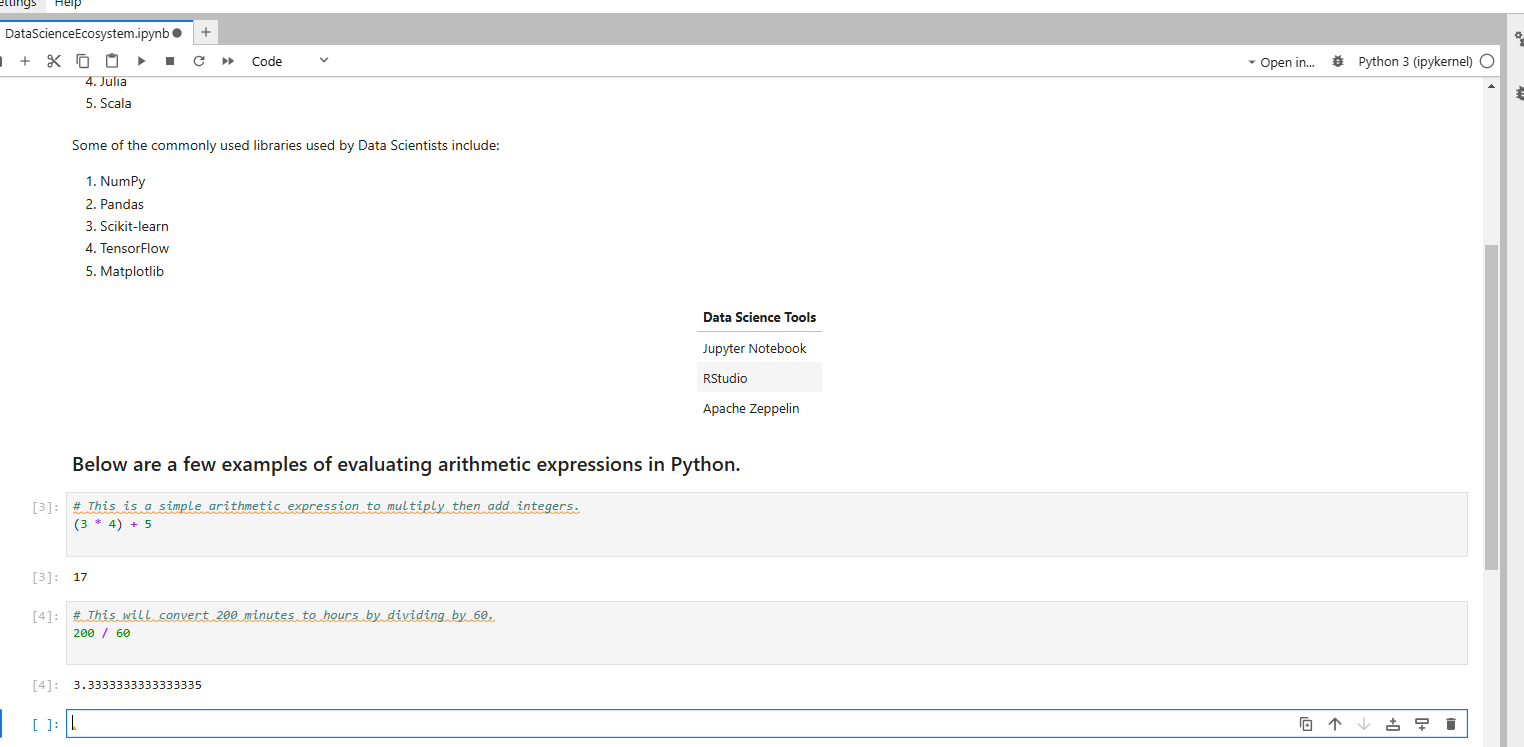 ettings Help
DataScienceEcosystem.ipynb
Code
Open in...
Python 3 (ipykernel)
4. Julia
5. Scala
Some of the commonly used libraries used by Data Scientists include:
1. NumPy
2. Pandas
3. Scikit-learn
4. TensorFlow
5. Matplotlib
Data Science Tools
Jupyter Notebook
RStudio
Apache Zeppelin
Below are a few examples of evaluating arithmetic expressions in Python.
[3]: # This is a simple arithmetic expression to multiply then add integers.
(3 * 4) + 5
[3]: 17
[4]: # This will convert 200 minutes to hours by dividing by 60.
200 / 60
[4]: 3.3333333333333335
[ ]: